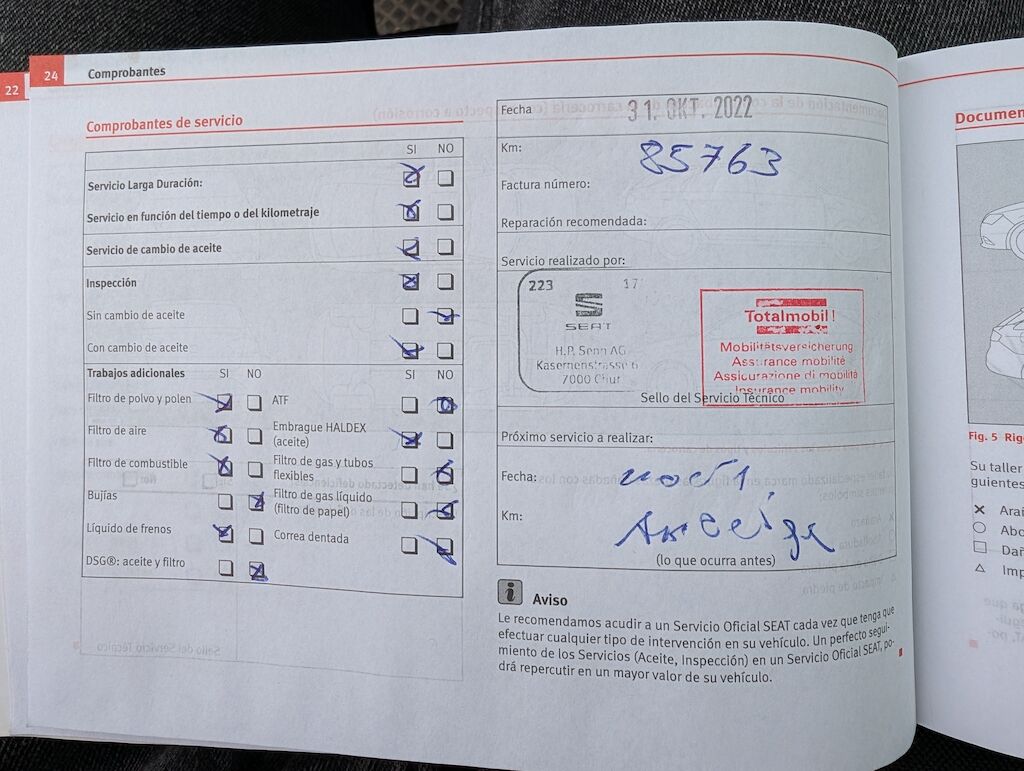 22
24 Comprobantes
Comprobantes de servicio
SI NO
Servicio Larga Duración:
Servicio en función del tiempo o del kilometraje
Servicio de cambio de aceite
Inspección
Sin cambio de aceite
Con cambio de aceite
Trabajos adicionales SI NO SI NO
Filtro de polvo y polen ATF
Filtro de aire Embrague HALDEX
(aceite)
Filtro de combustible Filtro de gas y tubos
flexibles
Bujías Filtro de gas líquido
(filtro de papel)
Líquido de frenos Correa dentada
DSG®: aceite y filtro
Fecha 31. OKT. 2022
Km: 85763
Factura número:
Reparación recomendada:
Servicio realizado por:
223 17
SEAT
H.P. Senn AG
Kasernenstrasse 6
7000 Chur
Totalmobil!
Mobilitätsversicherung
Assurance mobilité
Assicurazione di mobilità
Insurance mobility
Sello del Servicio Técnico
Próximo servicio a realizar:
Fecha: nach
Km: Anzeige
(lo que ocurra antes)
i Aviso
Le recomendamos acudir a un Servicio Oficial SEAT cada vez que tenga que
efectuar cualquier tipo de intervención en su vehículo. Un perfecto segui-
miento de los Servicios (Aceite, Inspección) en un Servicio Oficial SEAT, po-
drá repercutir en un mayor valor de su vehículo.
Documen
Fig. 5 Rig
Su taller
guientes
Arañ
Abo
Dañ
Imp